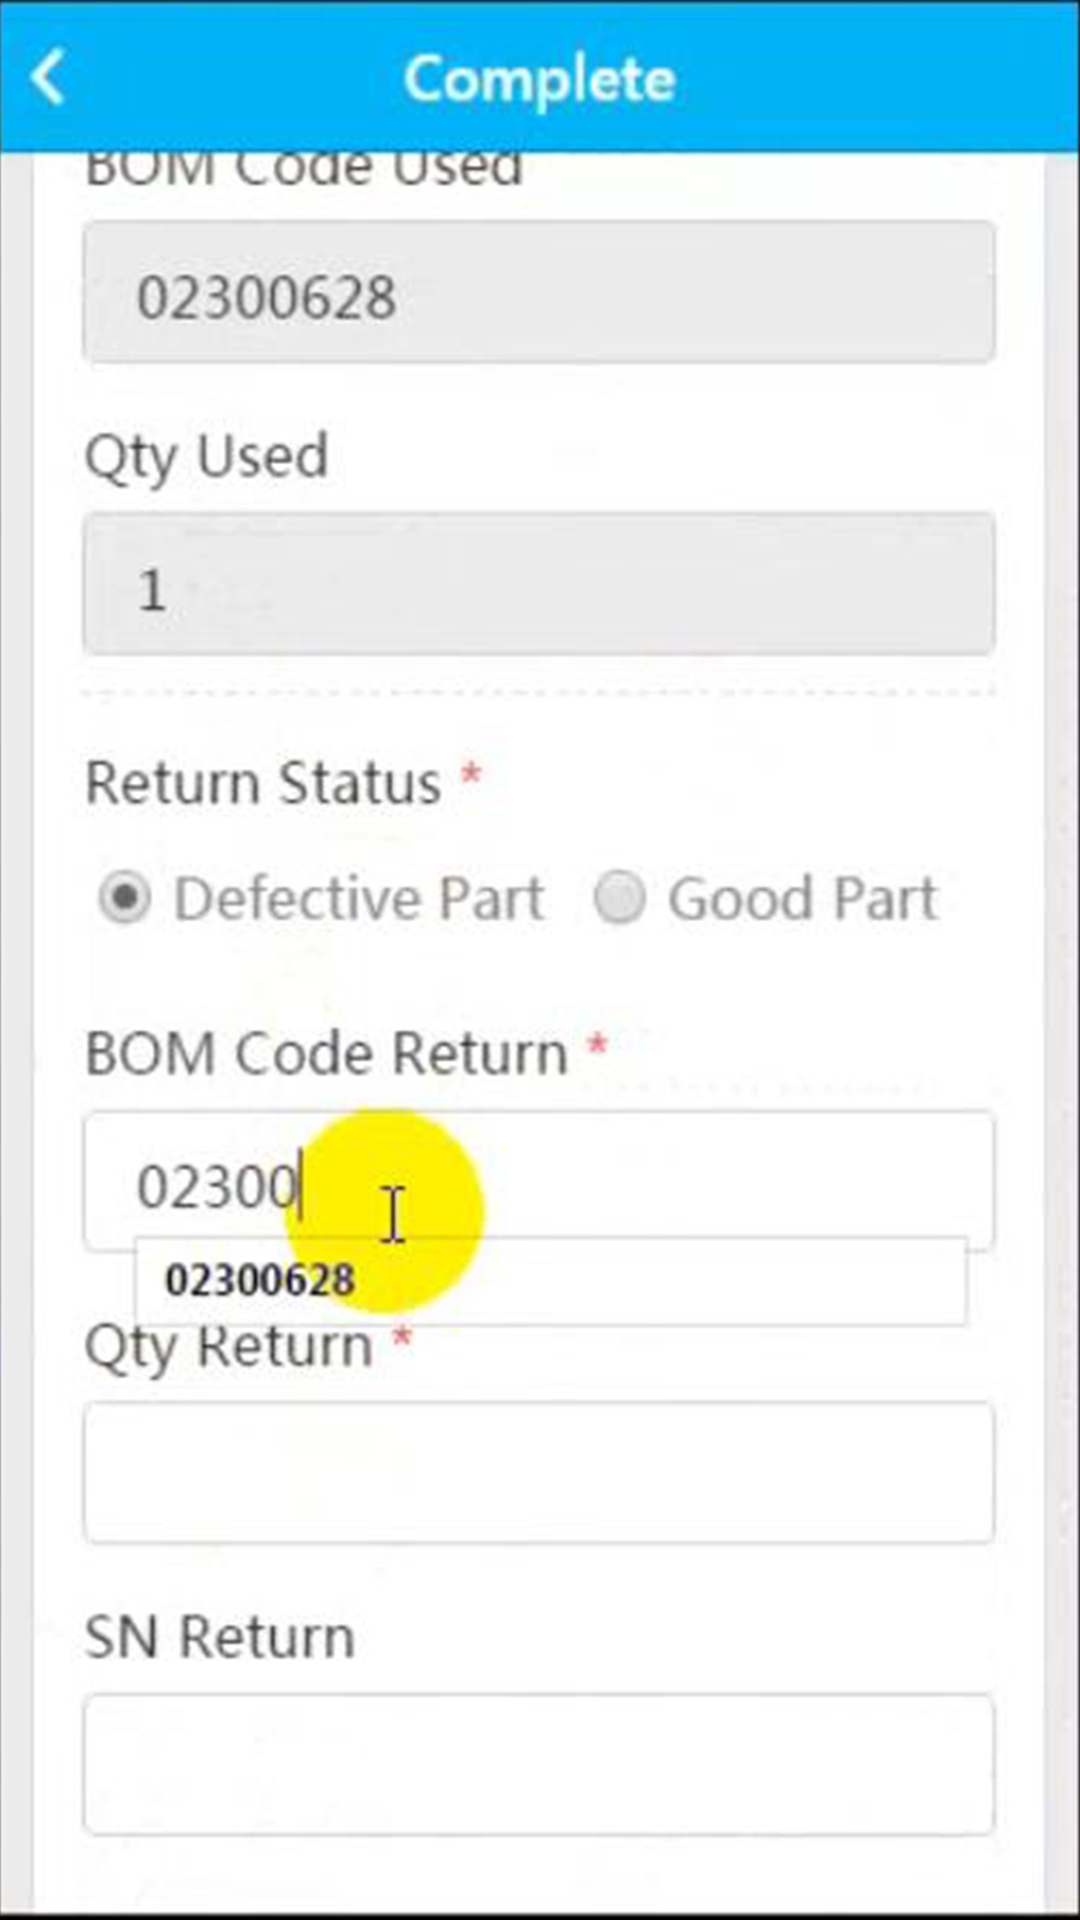 Complete
BOM Code Used
02300628
Qty Used
1
Return Status *
Defective Part Good Part
BOM Code Return *
02300
02300628
Qty Return *
SN Return